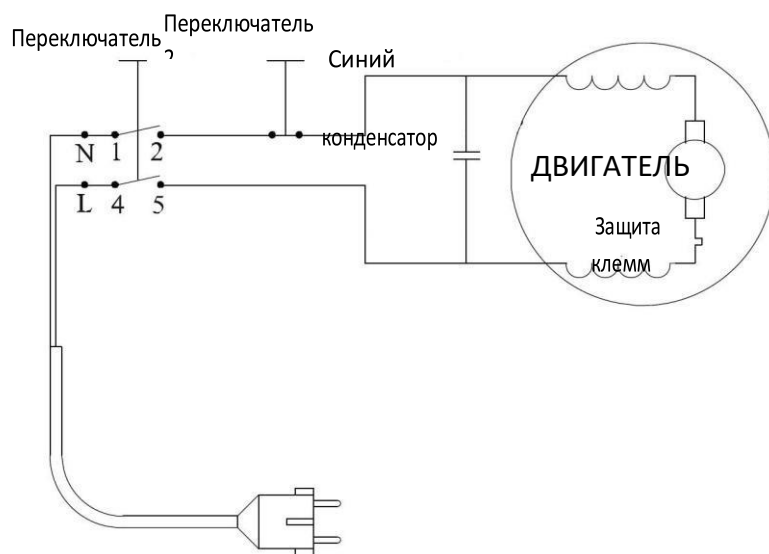 Переключатель
Переключатель
Синий
N 1 2
конденсатор
ДВИГАТЕЛЬ
L 4 5
Защита
клемм